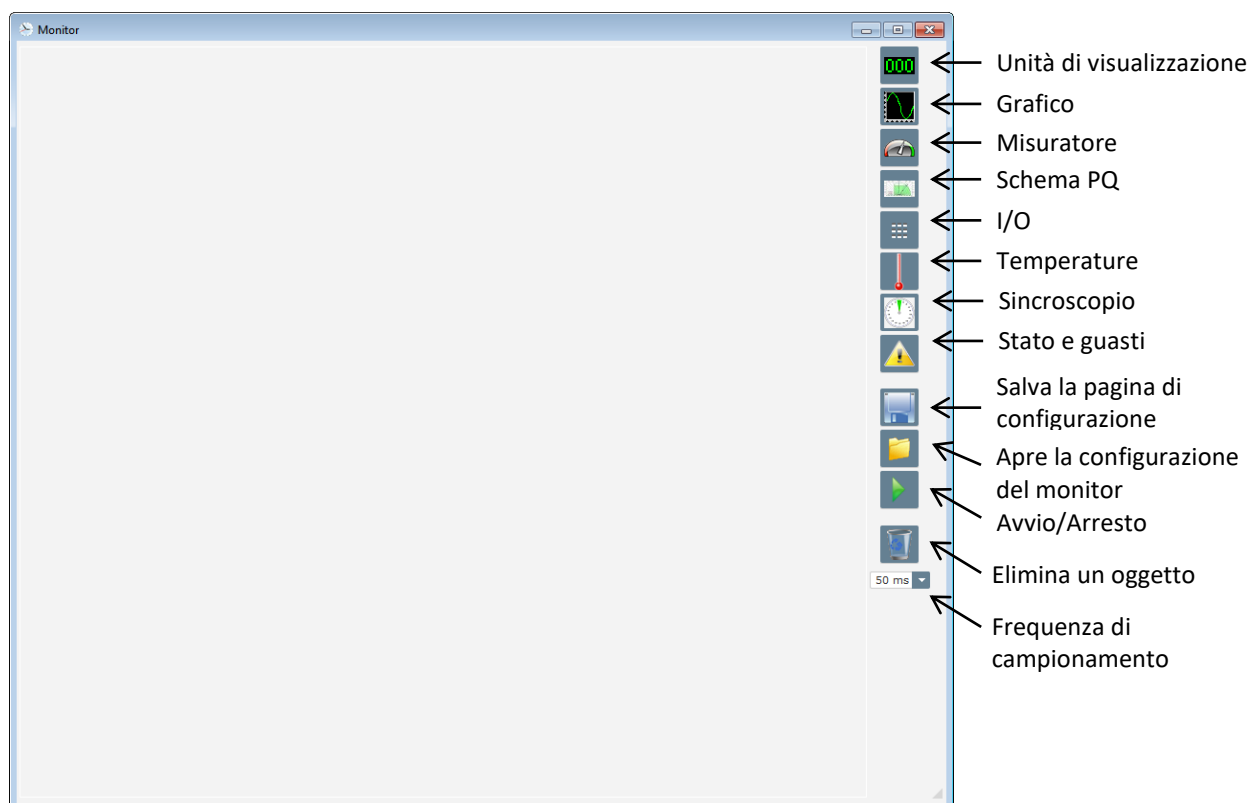 Monitor
000
Unità di visualizzazione
Grafico
Misuratore
Schema PQ
I/O
Temperature
Sincroscopio
Stato e guasti
Salva la pagina di
configurazione
Apre la configurazione
del monitor
Avvio/Arresto
Elimina un oggetto
50 ms
Frequenza di
campionamento